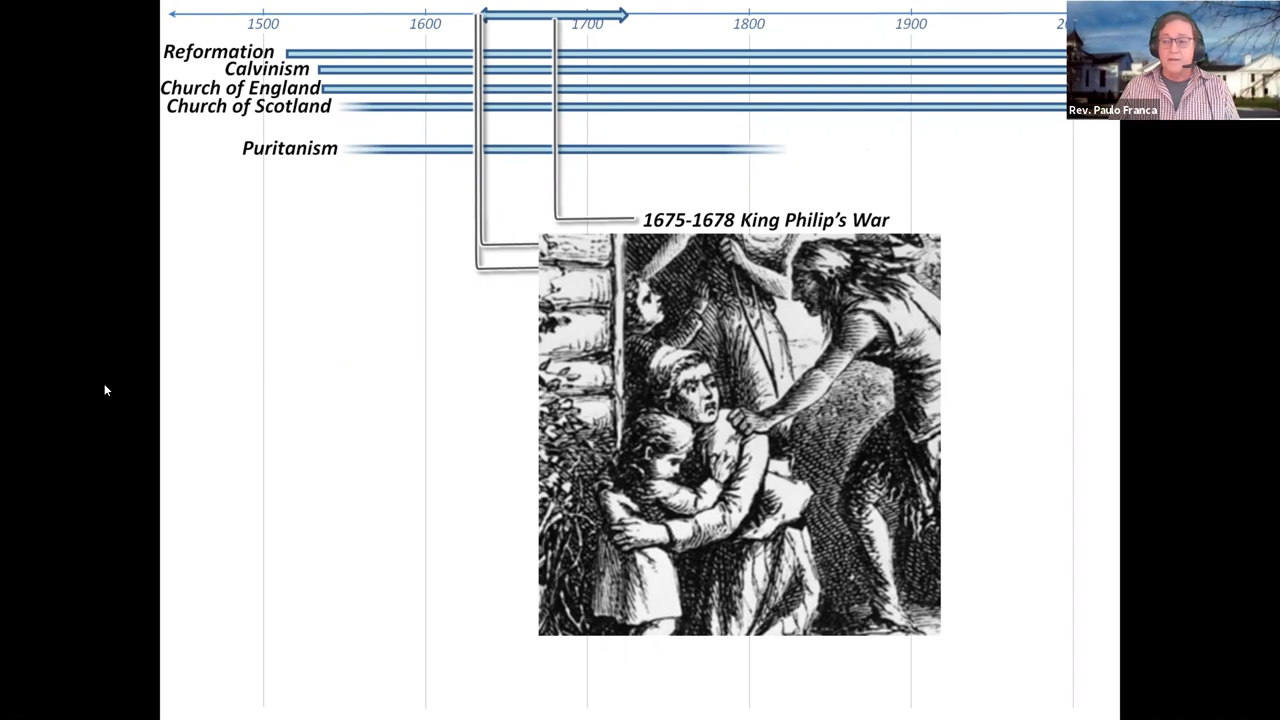 1500 1600 1700 1800 1900
Reformation
Calvinism
Church of England
Church of Scotland
Puritanism
1675-1678 King Philip's War
Rev. Paulo Franca